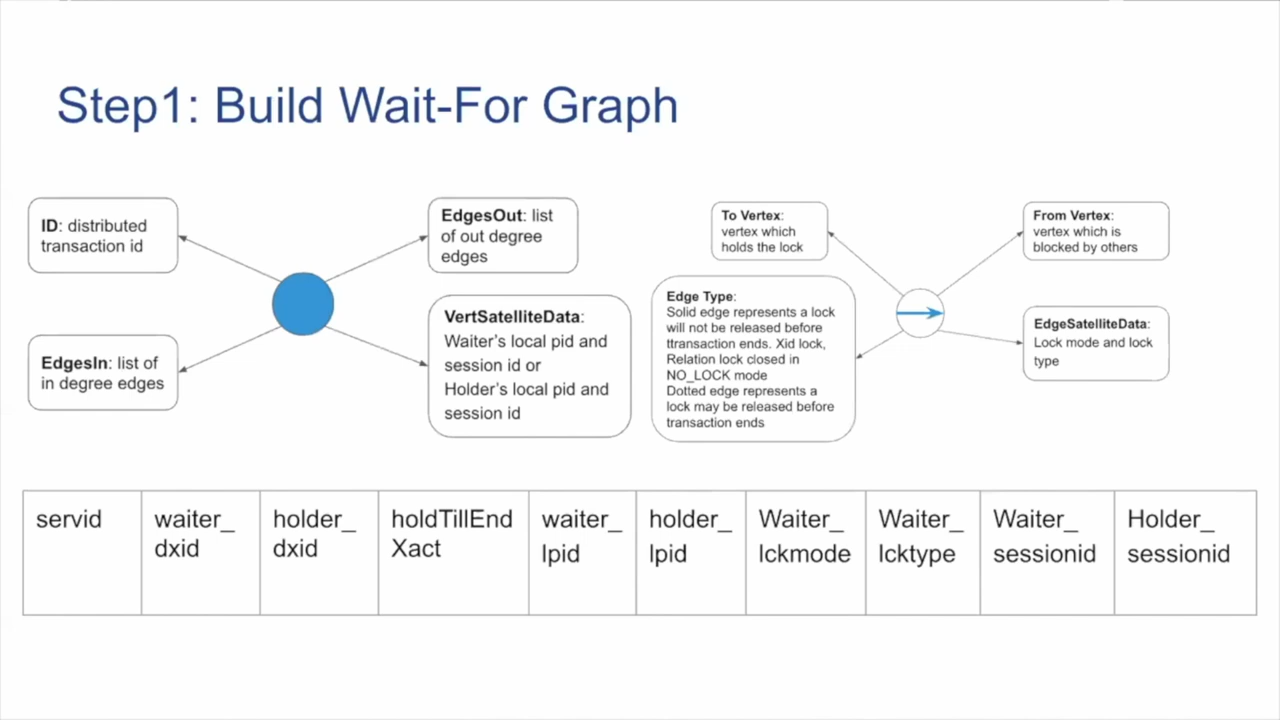 Step1: Build Wait-For Graph
ID: distributed
transaction id
EdgesOut: list
of out degree
edges
EdgesIn: list of
in degree edges
VertSatelliteData:
Waiter's local pid and
session id or
Holder's local pid and
session id
To Vertex:
vertex which
holds the lock
From Vertex:
vertex which is
blocked by others
Edge Type:
Solid edge represents a lock
will not be released before
ttransaction ends. Xid lock,
Relation lock closed in
NO_LOCK mode
Dotted edge represents a
lock may be released before
transaction ends
EdgeSatelliteData:
Lock mode and lock
type
servid
waiter_
dxid
holder_
dxid
holdTillEnd
Xact
waiter_
lpid
holder_
lpid
Waiter_
lckmode
Waiter_
lcktype
Waiter_
sessionid
Holder_
sessionid